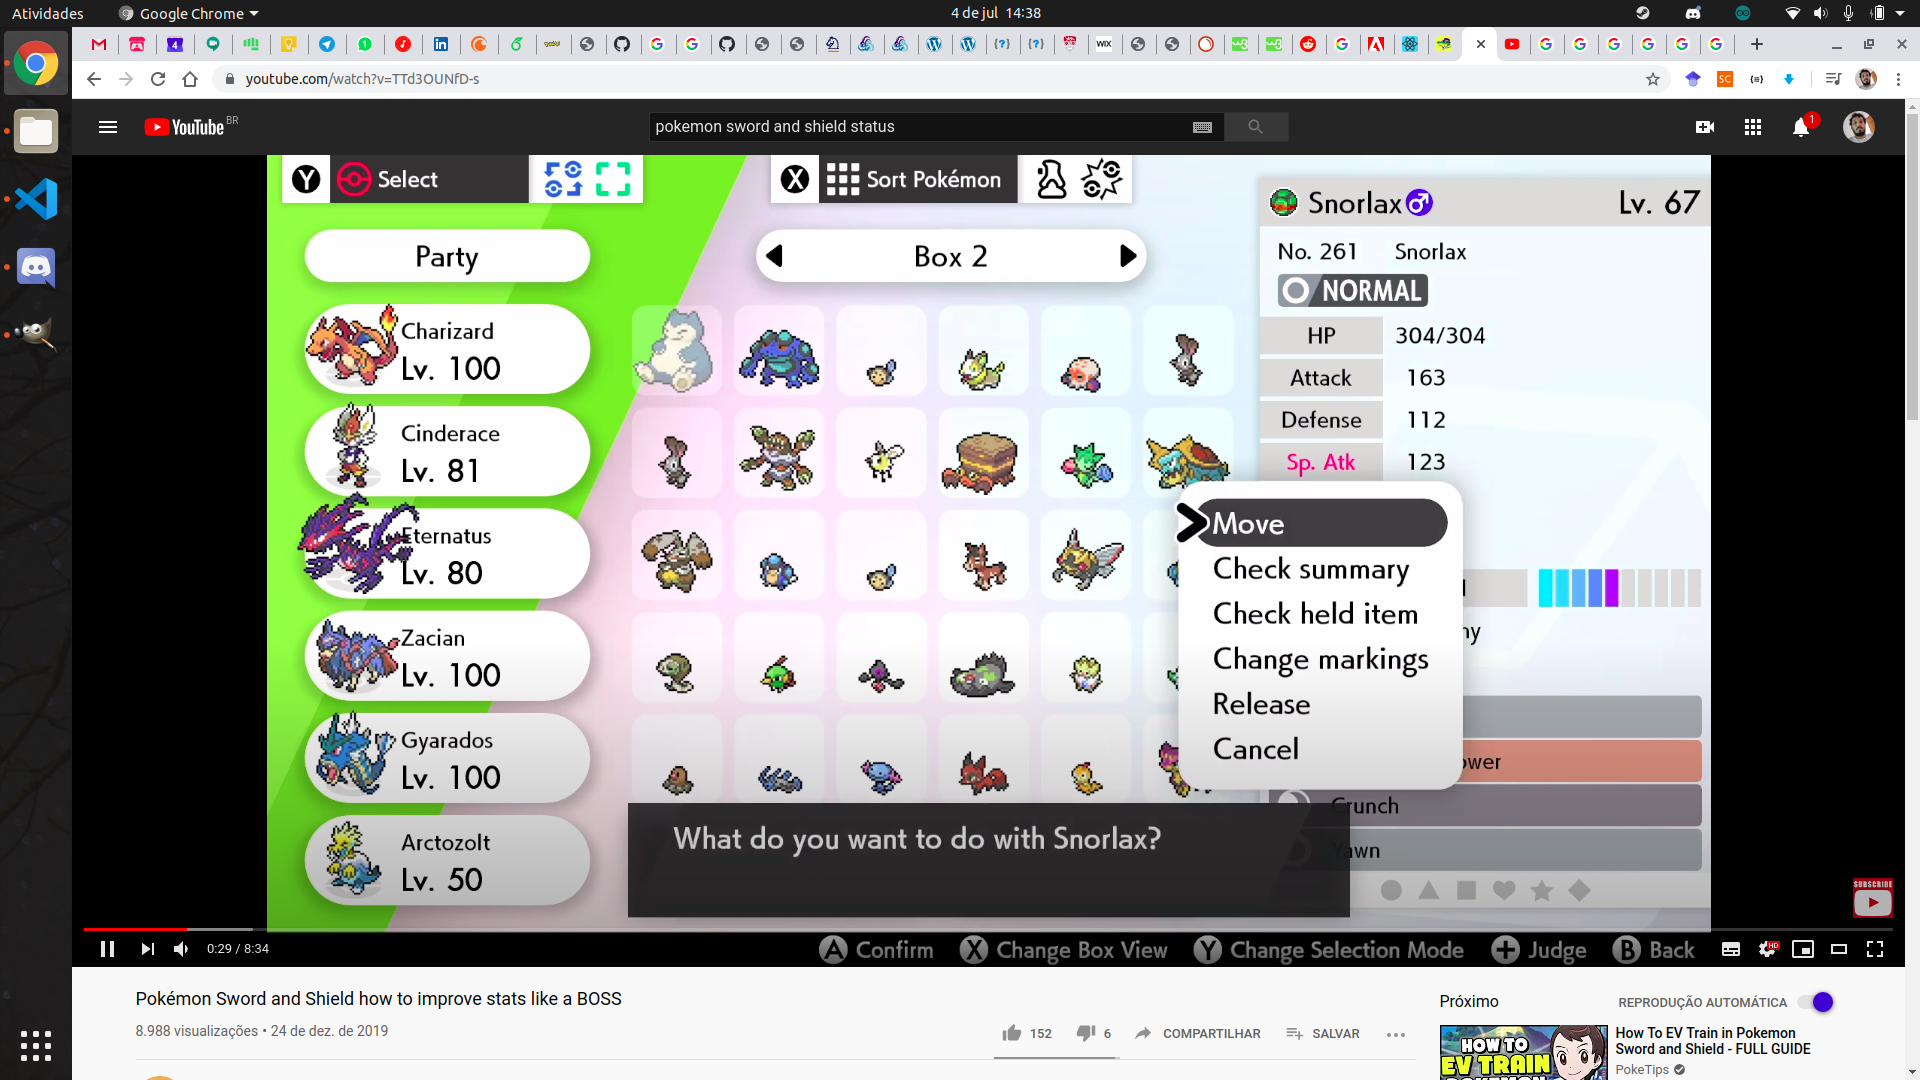 Atividades
Google Chrome
4 de jul 14:38
youtube.com/watch?v=TTd3OUNfD-s
YouTube BR
pokemon sword and shield status
1
Y Select
X Sort Pokémon
Snorlax Lv. 67
No. 261 Snorlax
NORMAL
HP 304/304
Attack 163
Defense 112
Sp. Atk 123
Party
Box 2
Charizard
Lv. 100
Cinderace
Lv. 81
Eternatus
Lv. 80
Zacian
Lv. 100
Gyarados
Lv. 100
Arctozolt
Lv. 50
Move
Check summary
Check held item
Change markings
Release
Cancel
Crunch
Yawn
What do you want to do with Snorlax?
SUBSCRIBE
0:29 / 8:34
A Confirm X Change Box View Y Change Selection Mode + Judge B Back
HD
Pokémon Sword and Shield how to improve stats like a BOSS
8.988 visualizações • 24 de dez. de 2019
152 6 COMPARTILHAR SALVAR
Próximo REPRODUÇÃO AUTOMÁTICA
HOW TO
EV TRAIN
How To EV Train in Pokemon
Sword and Shield - FULL GUIDE
PokeTips